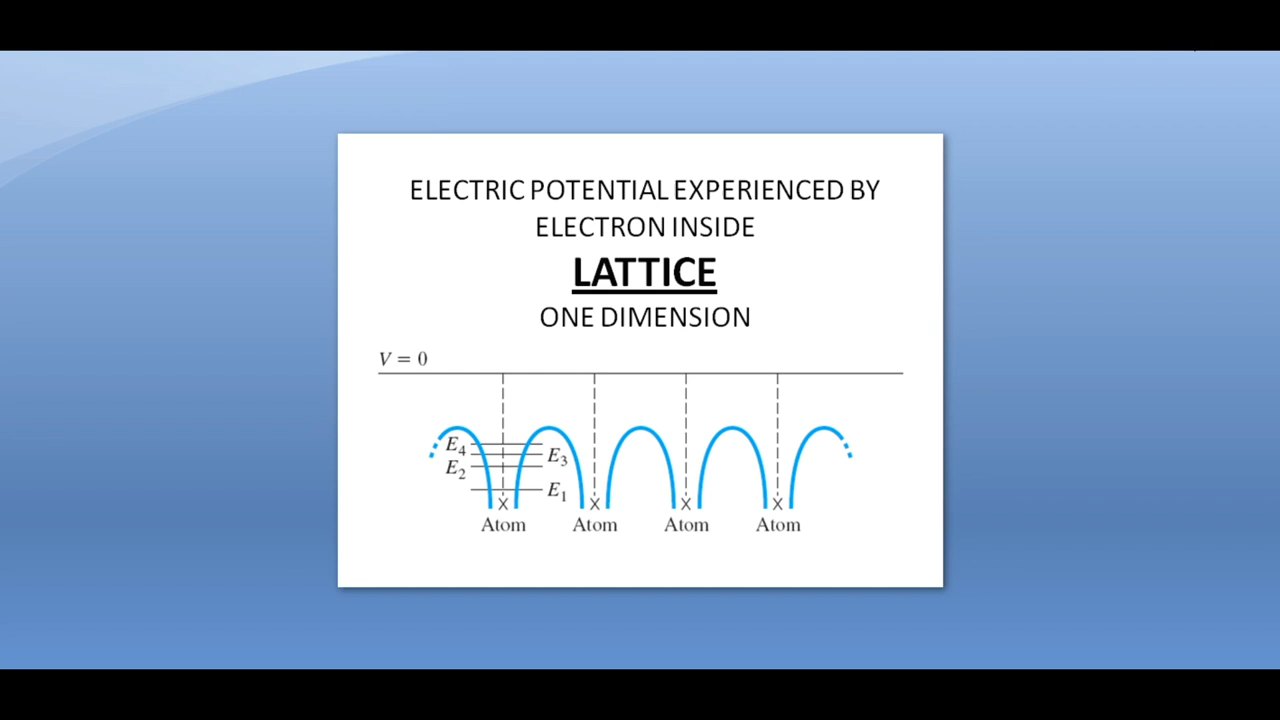 ELECTRIC POTENTIAL EXPERIENCED BY
ELECTRON INSIDE
LATTICE
ONE DIMENSION
V = 0
E₄
E₃
E₂
E₁
X X X X
Atom Atom Atom Atom